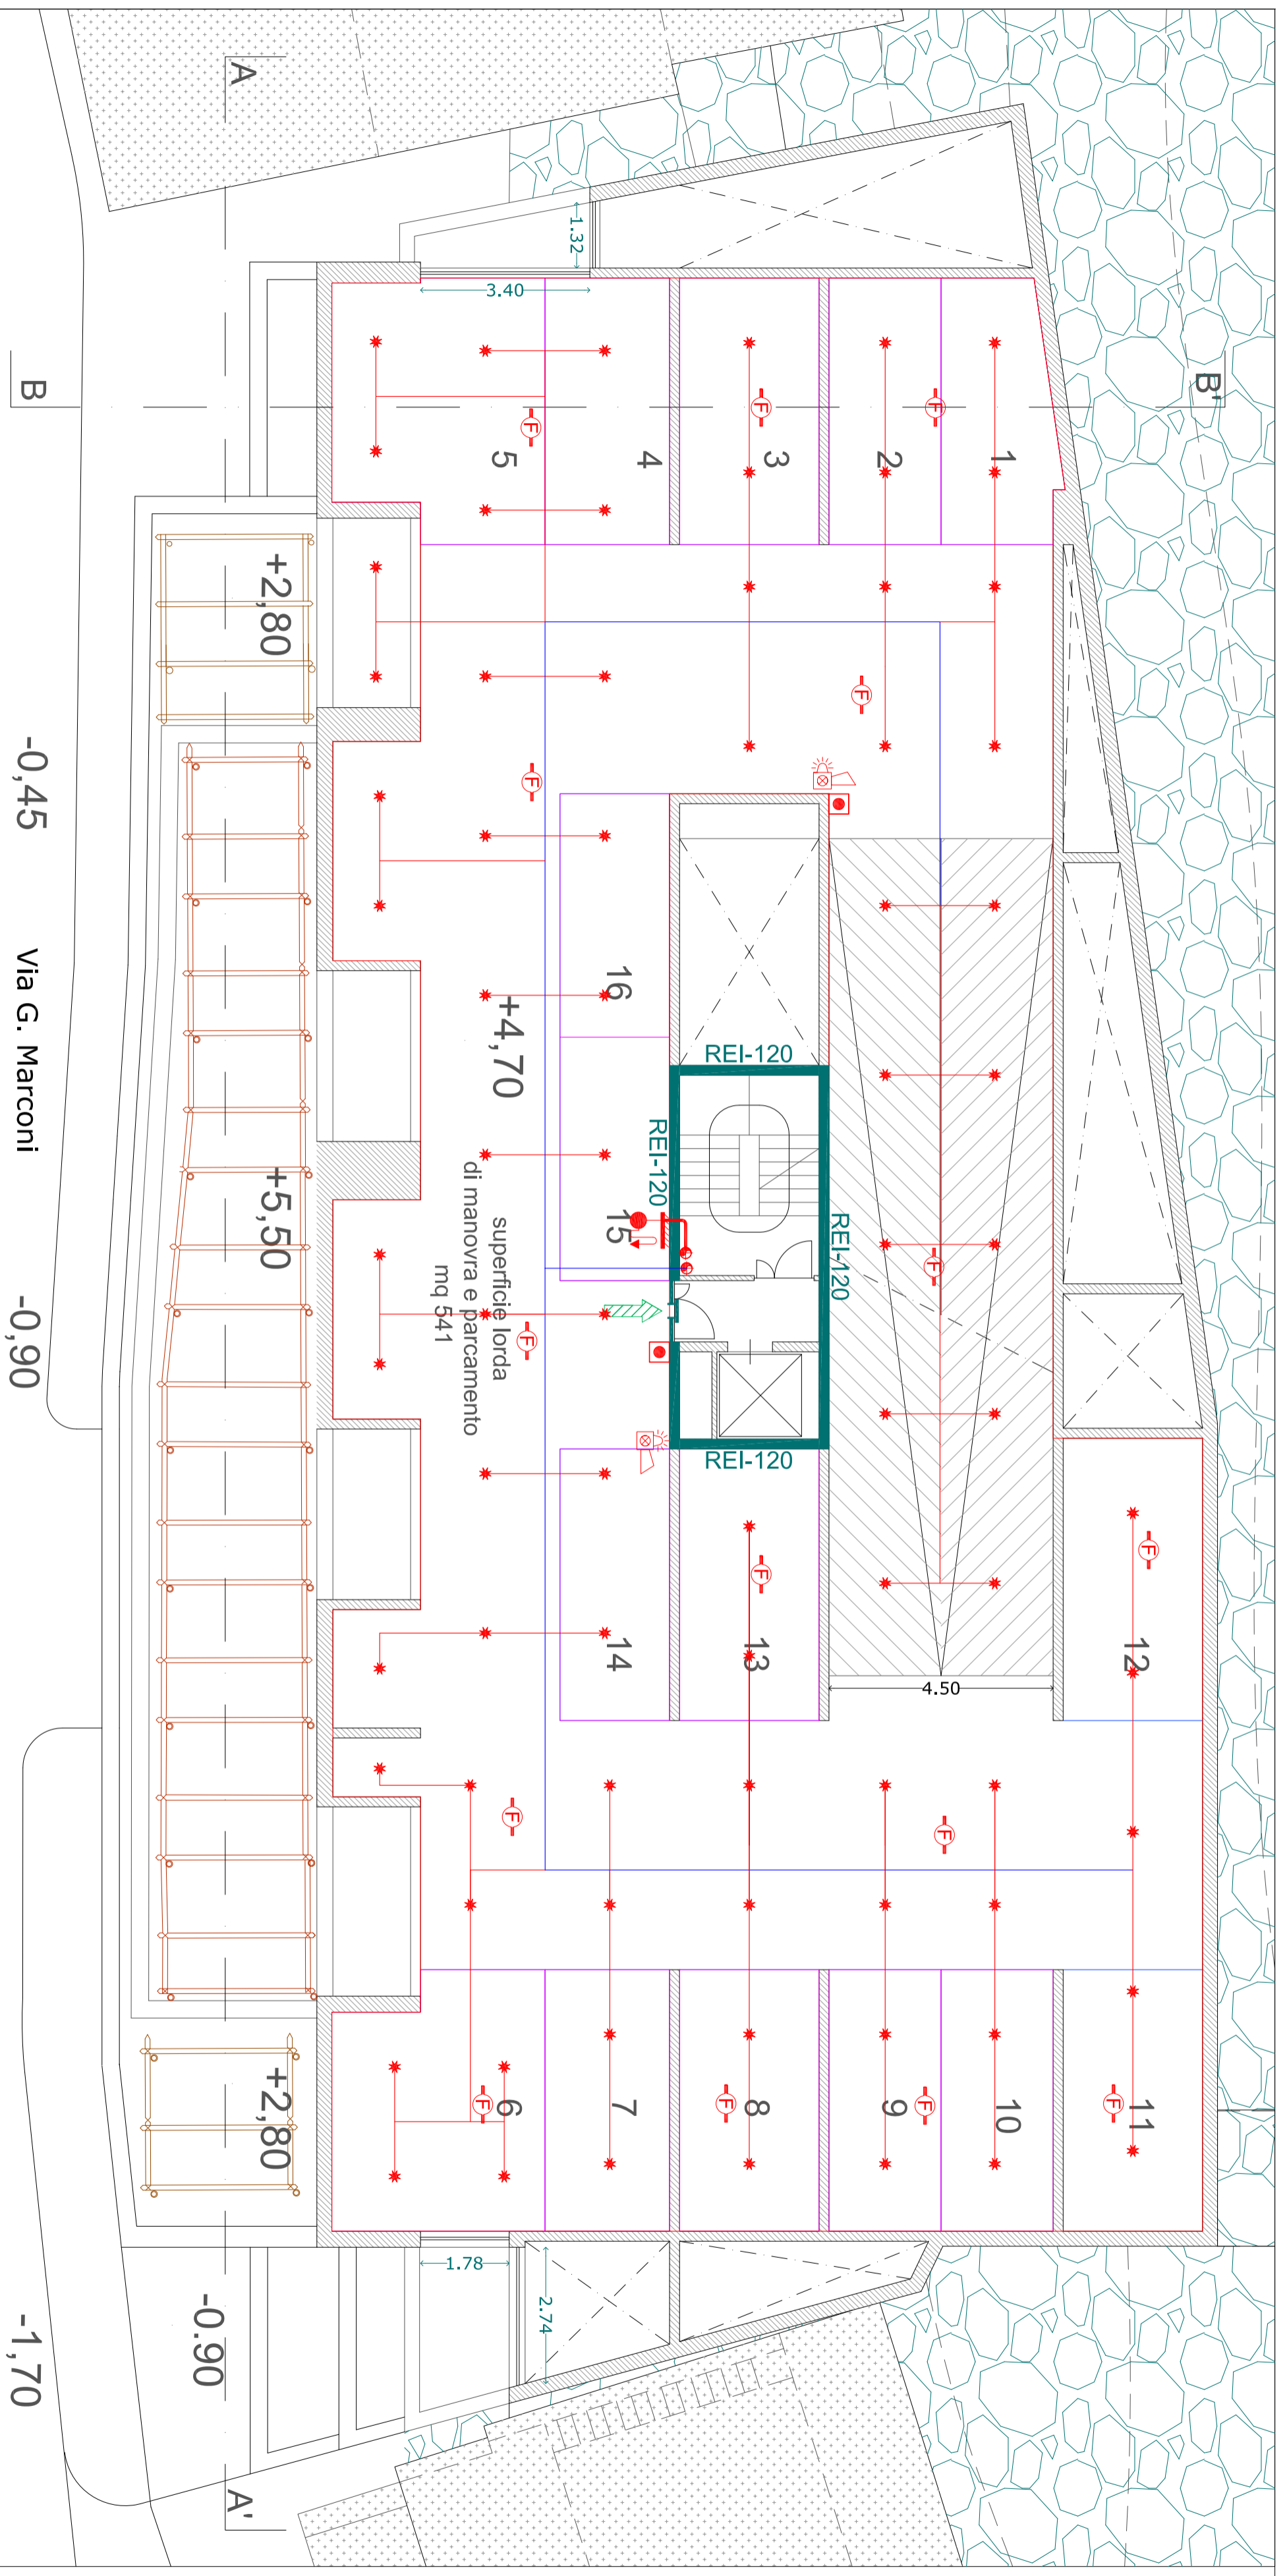 A
B
B'
1.32
3.40
1
2
3
4
5
F
F
F
F
F
+2,80
-0,45
Via G. Marconi
16
+4,70
REI-120
REI-120
REI-120
REI-120
15
superficie lorda
di manovra e parcamento
mq 541
F
F
+5,50
-0,90
14
13
12
F
F
4.50
F
F
6
7
8
9
10
11
F
F
F
F
+2,80
1.78
2.74
-0.90
-1,70
A'